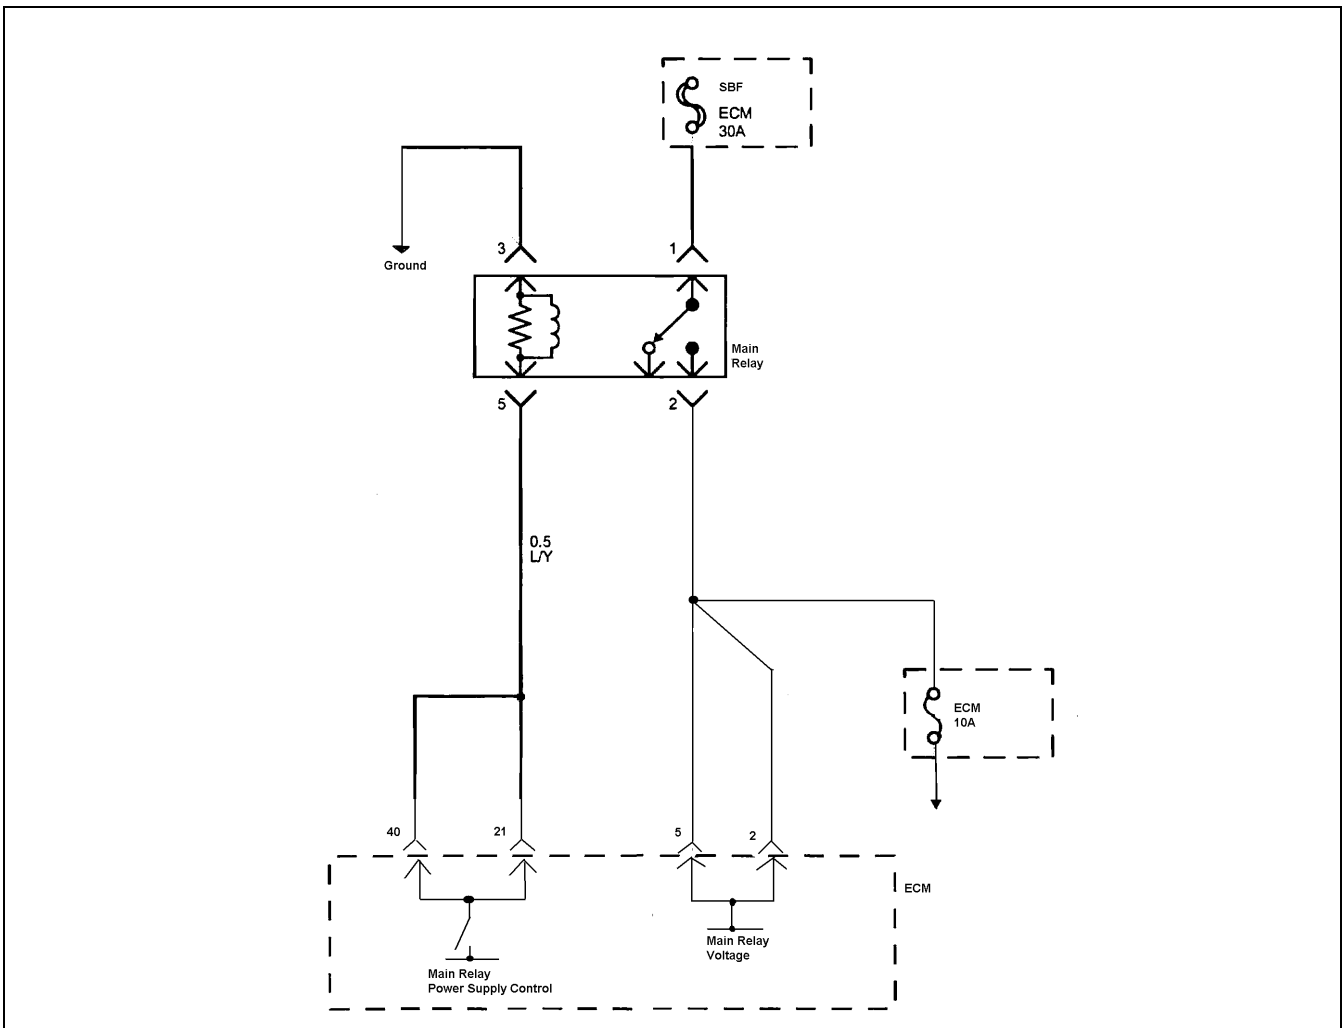 SBF
ECM
30A
3
1
Ground
Main
Relay
5
2
0.5
L/Y
ECM
10A
40
21
5
2
ECM
Main Relay
Voltage
Main Relay
Power Supply Control